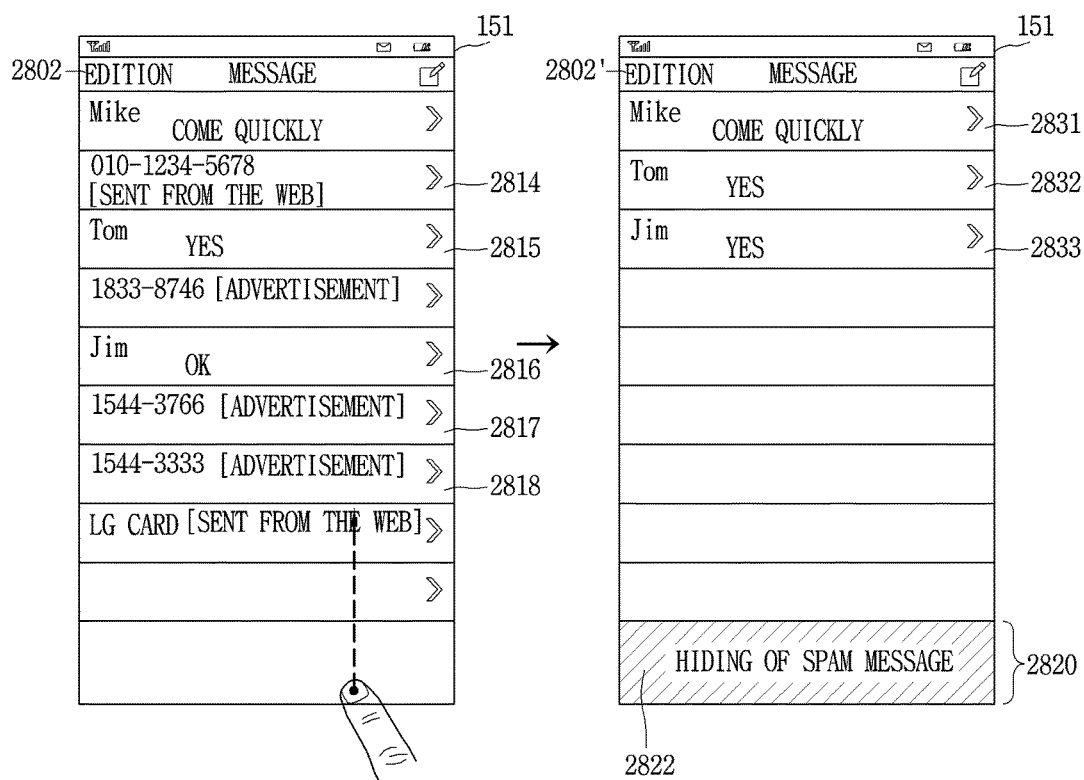 151
2802
EDITION MESSAGE
Mike
COME QUICKLY
010-1234-5678
[SENT FROM THE WEB]
2814
Tom
YES
2815
1833-8746 [ADVERTISEMENT]
Jim
OK
2816
1544-3766 [ADVERTISEMENT]
2817
1544-3333 [ADVERTISEMENT]
2818
LG CARD [SENT FROM THE WEB]
151
2802'
EDITION MESSAGE
Mike
COME QUICKLY
2831
Tom
YES
2832
Jim
YES
2833
HIDING OF SPAM MESSAGE
2820
2822